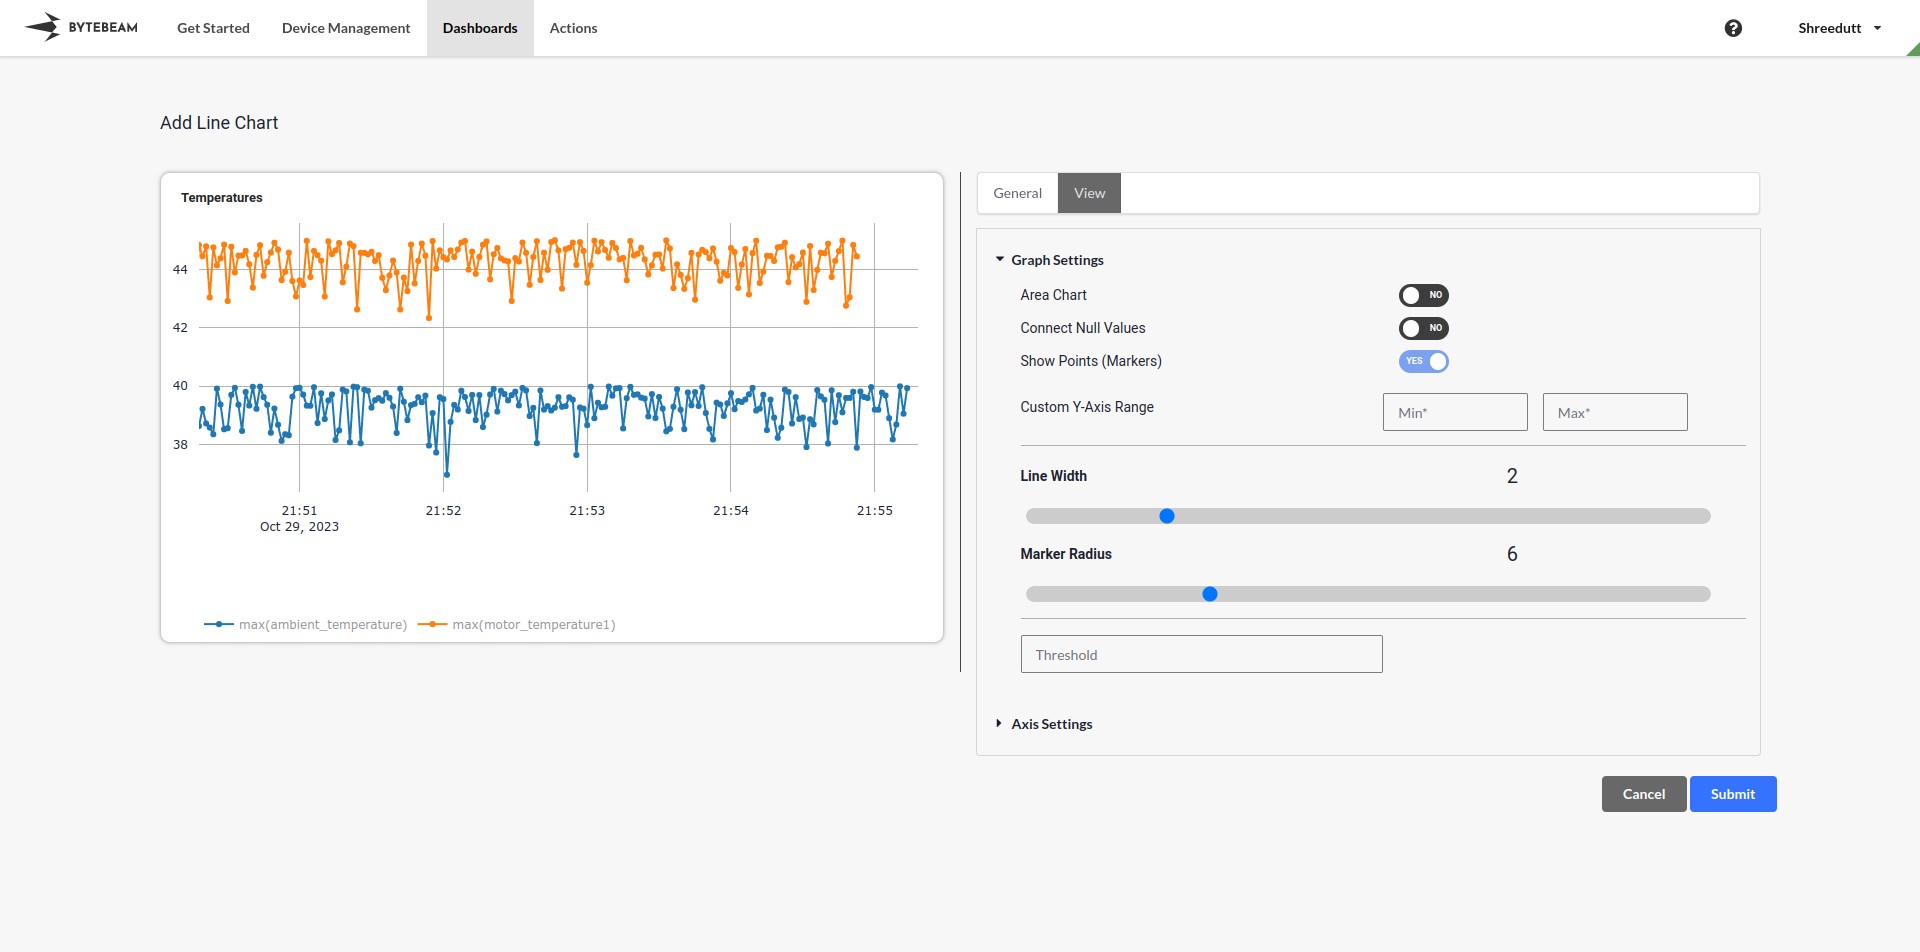 BYTEBEAM
Get Started
Device Management
Dashboards
Actions
Shreedutt
Add Line Chart
Temperatures
44
42
40
38
21:51
21:52
21:53
21:54
21:55
Oct 29, 2023
max(ambient_temperature)
max(motor_temperature1)
General
View
Graph Settings
Area Chart
NO
Connect Null Values
NO
Show Points (Markers)
YES
Custom Y-Axis Range
Min*
Max*
Line Width
2
Marker Radius
6
Threshold
Axis Settings
Cancel
Submit